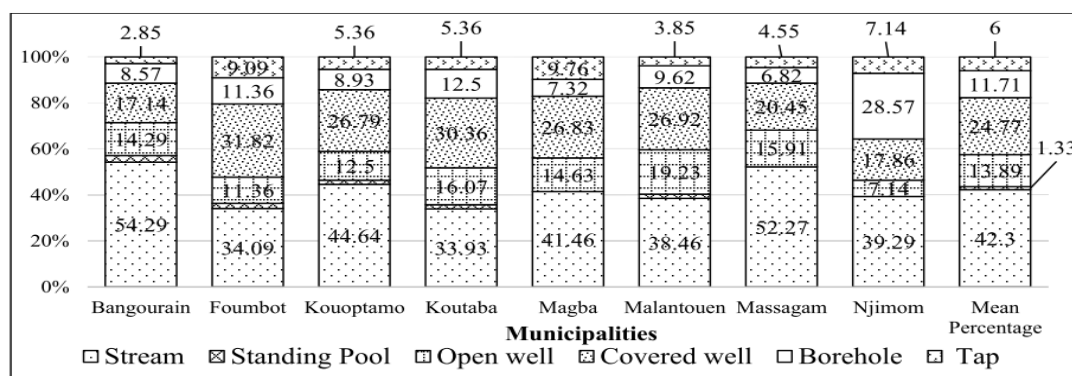 2.85 5.36 5.36 3.85 4.55 7.14 6
100%
8.57 9.09 8.93 12.5 9.76 9.62 6.82 11.71
80%
17.14 11.36 26.79 30.36 7.32 26.92 20.45 28.57 24.77
60%
14.29 31.82 12.5 16.07 26.83 19.23 15.91 17.86 13.89 1.33
40%
54.29 11.36 44.64 33.93 14.63 38.46 52.27 7.14 42.3
20%
34.09 41.46 39.29
0%
Bangourain Foumbot Kouoptamo Koutaba Magba Malantouen Massagam Njimom Mean
Percentage
Municipalities
Stream Standing Pool Open well Covered well Borehole Tap